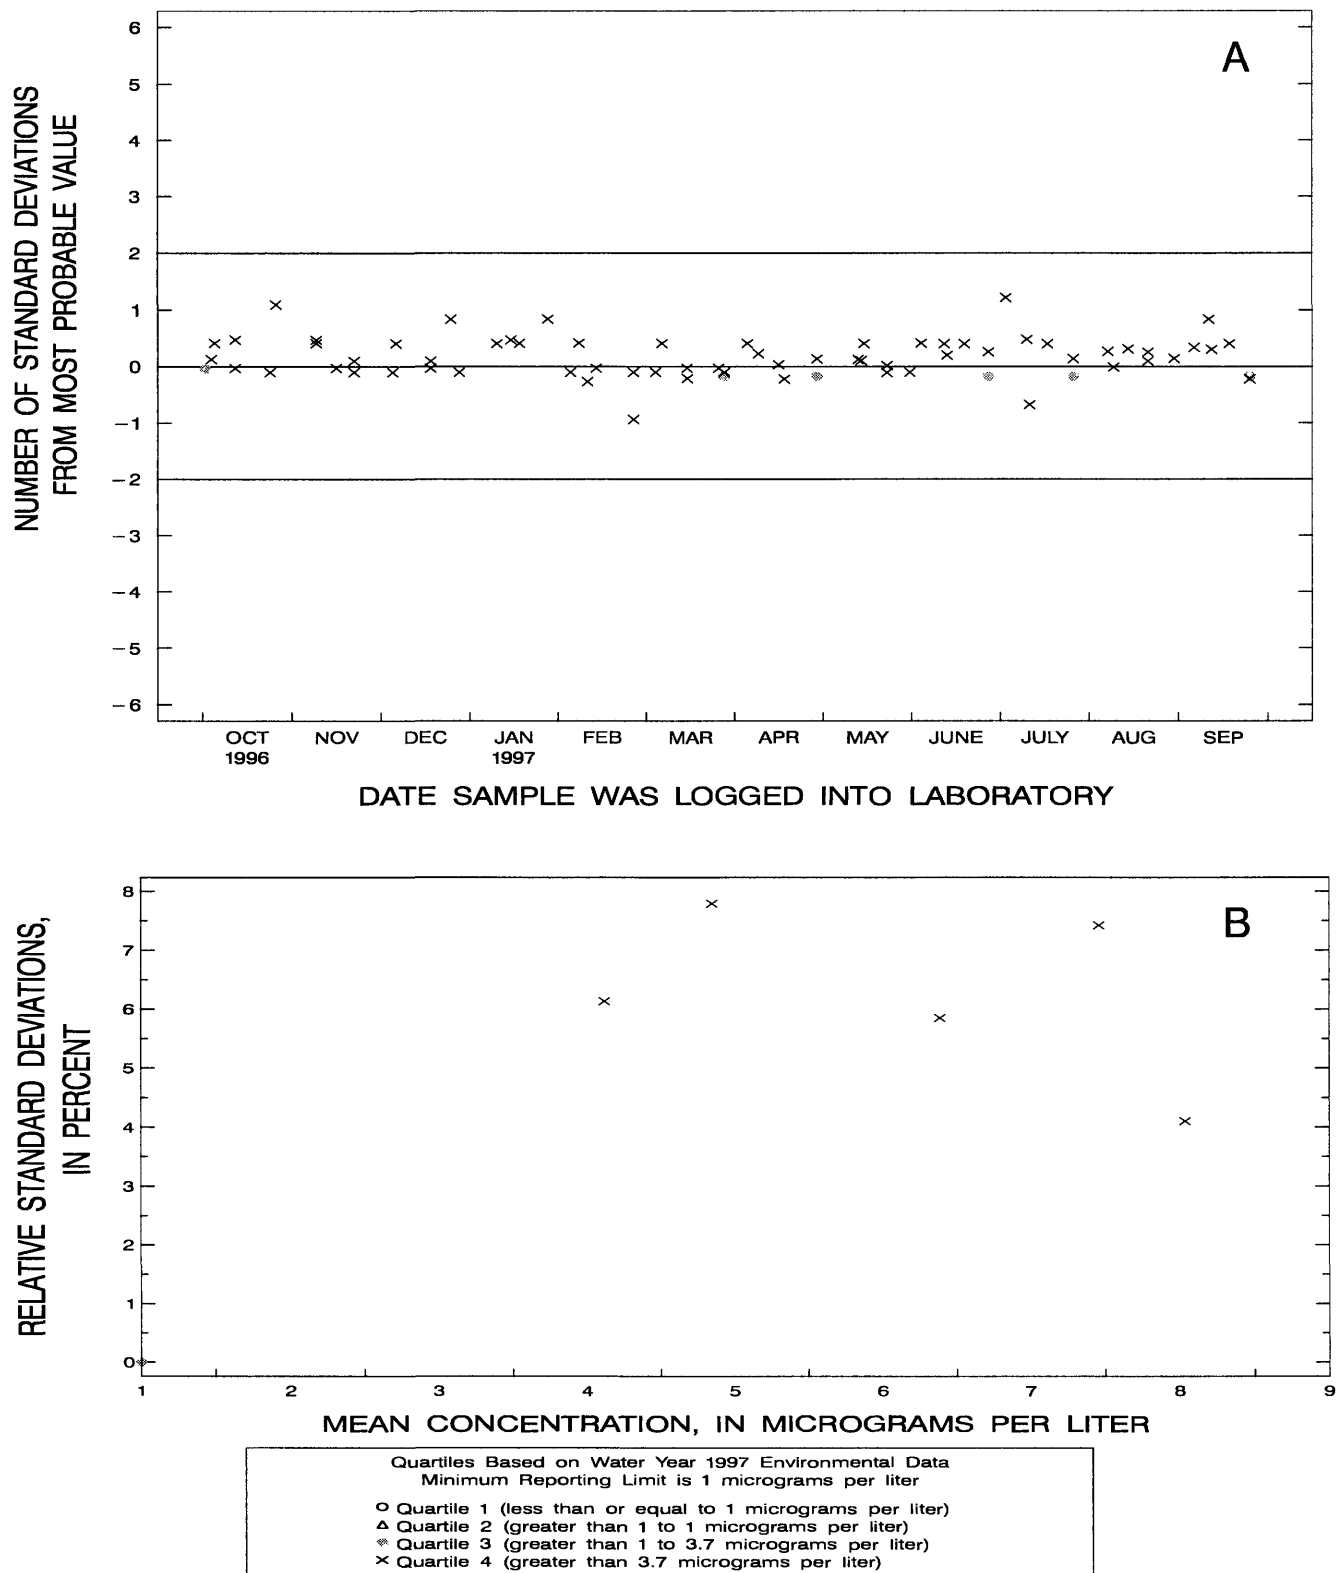 A
NUMBER OF STANDARD DEVIATIONS
FROM MOST PROBABLE VALUE
6
5
4
3
2
1
0
−1
−2
−3
−4
−5
−6
OCT NOV DEC JAN FEB MAR APR MAY JUNE JULY AUG SEP
1996 1997
DATE SAMPLE WAS LOGGED INTO LABORATORY
B
RELATIVE STANDARD DEVIATIONS,
IN PERCENT
8
7
6
5
4
3
2
1
0
1 2 3 4 5 6 7 8 9
MEAN CONCENTRATION, IN MICROGRAMS PER LITER
Quartiles Based on Water Year 1997 Environmental Data
Minimum Reporting Limit is 1 micrograms per liter
Quartile 1 (less than or equal to 1 micrograms per liter)
Quartile 2 (greater than 1 to 1 micrograms per liter)
Quartile 3 (greater than 1 to 3.7 micrograms per liter)
Quartile 4 (greater than 3.7 micrograms per liter)